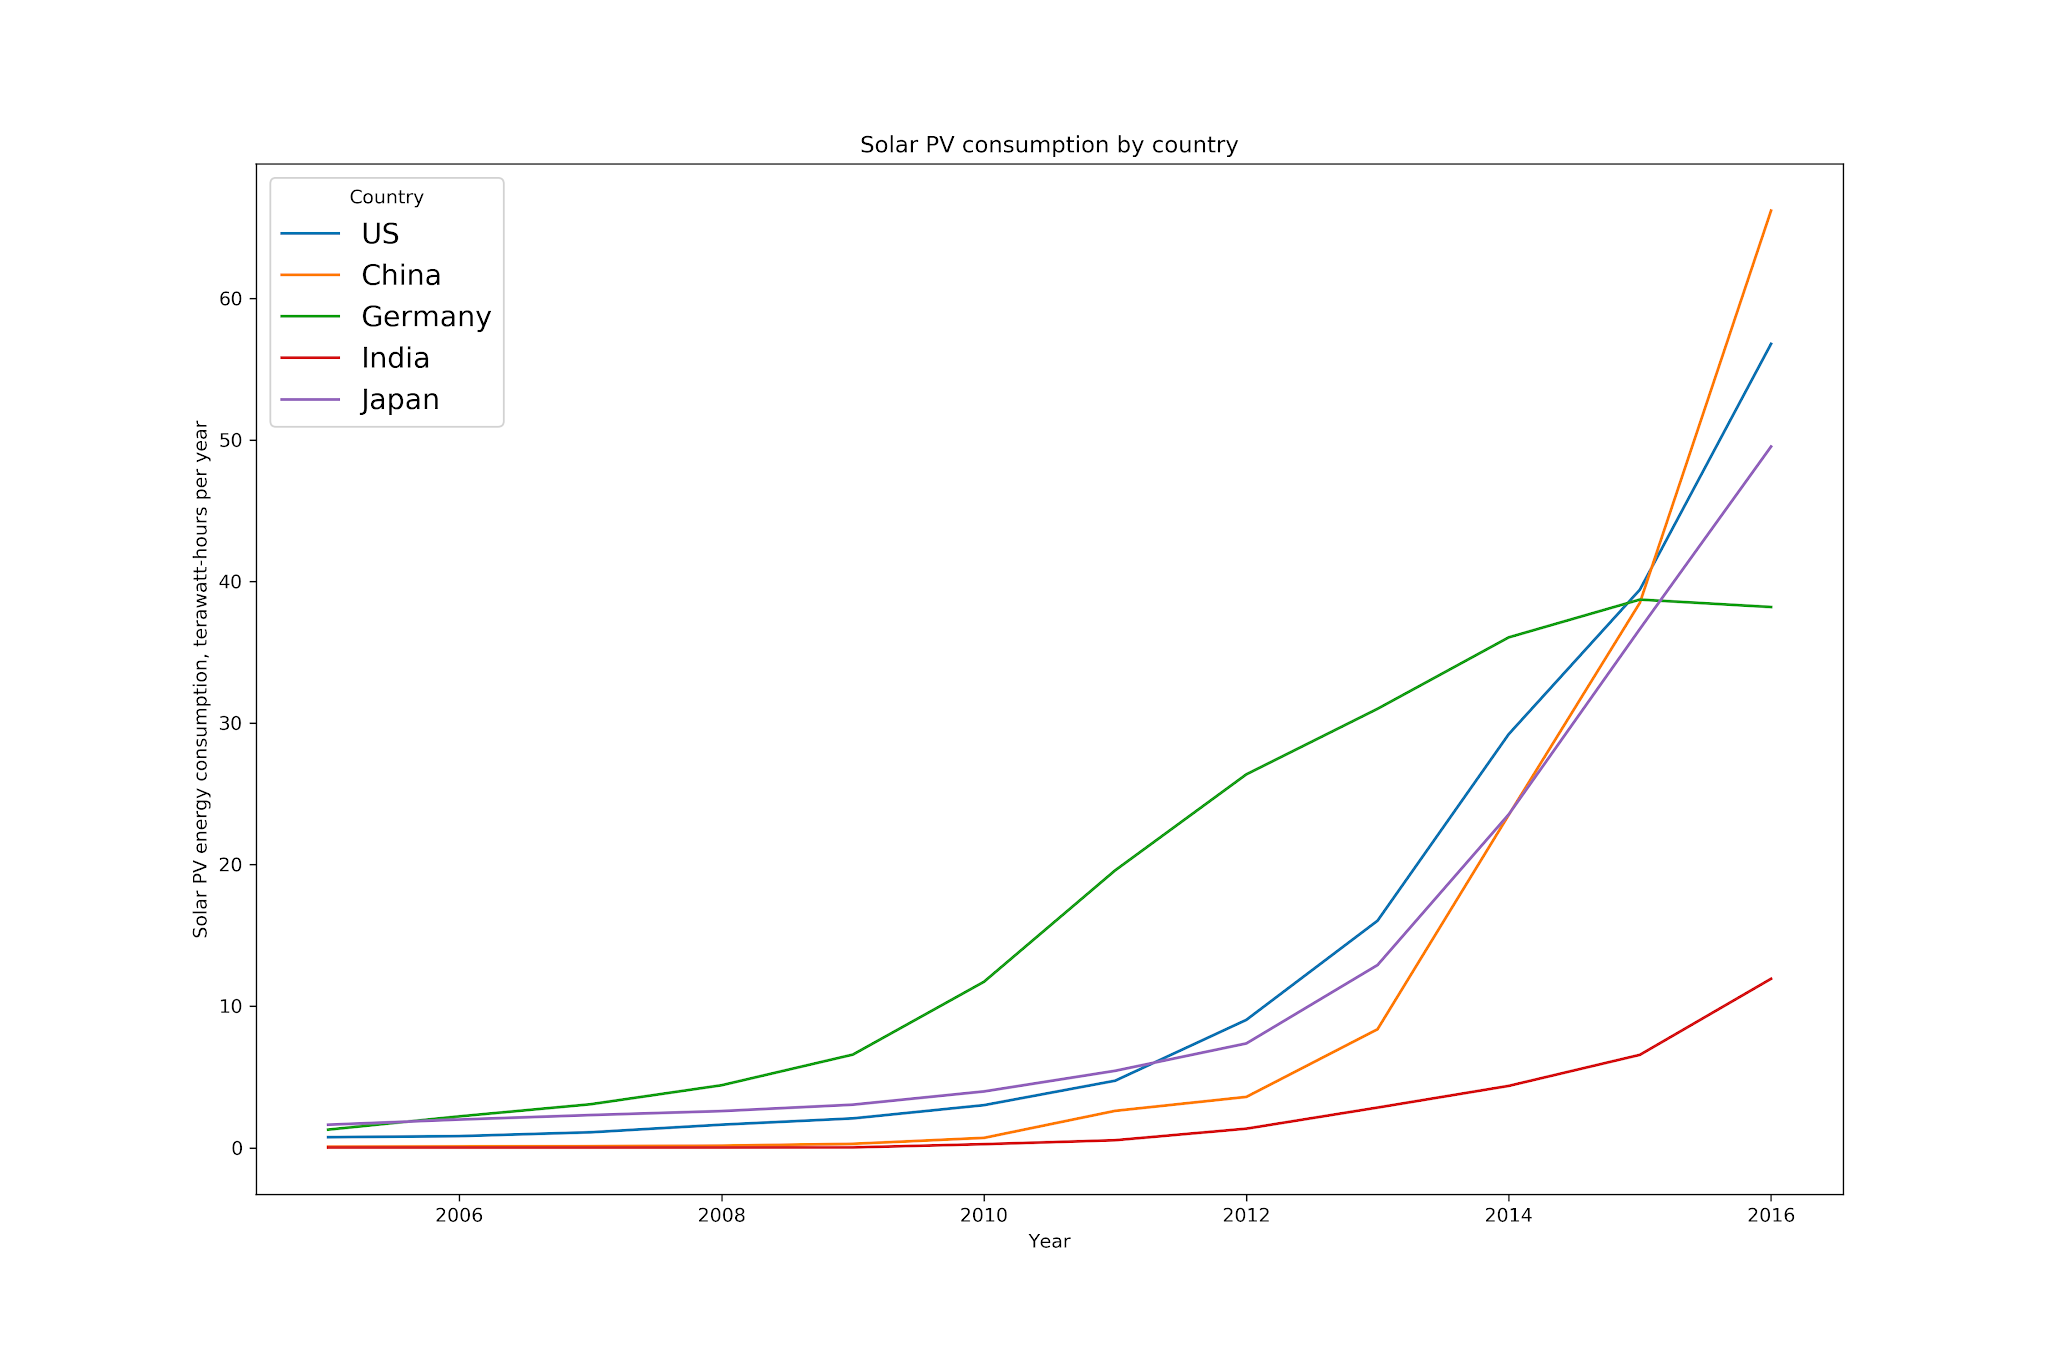 Solar PV consumption by country
Country
US
China
Germany
India
Japan
60
50
40
30
20
10
0
Solar PV energy consumption, terawatt-hours per year
2006 2008 2010 2012 2014 2016
Year